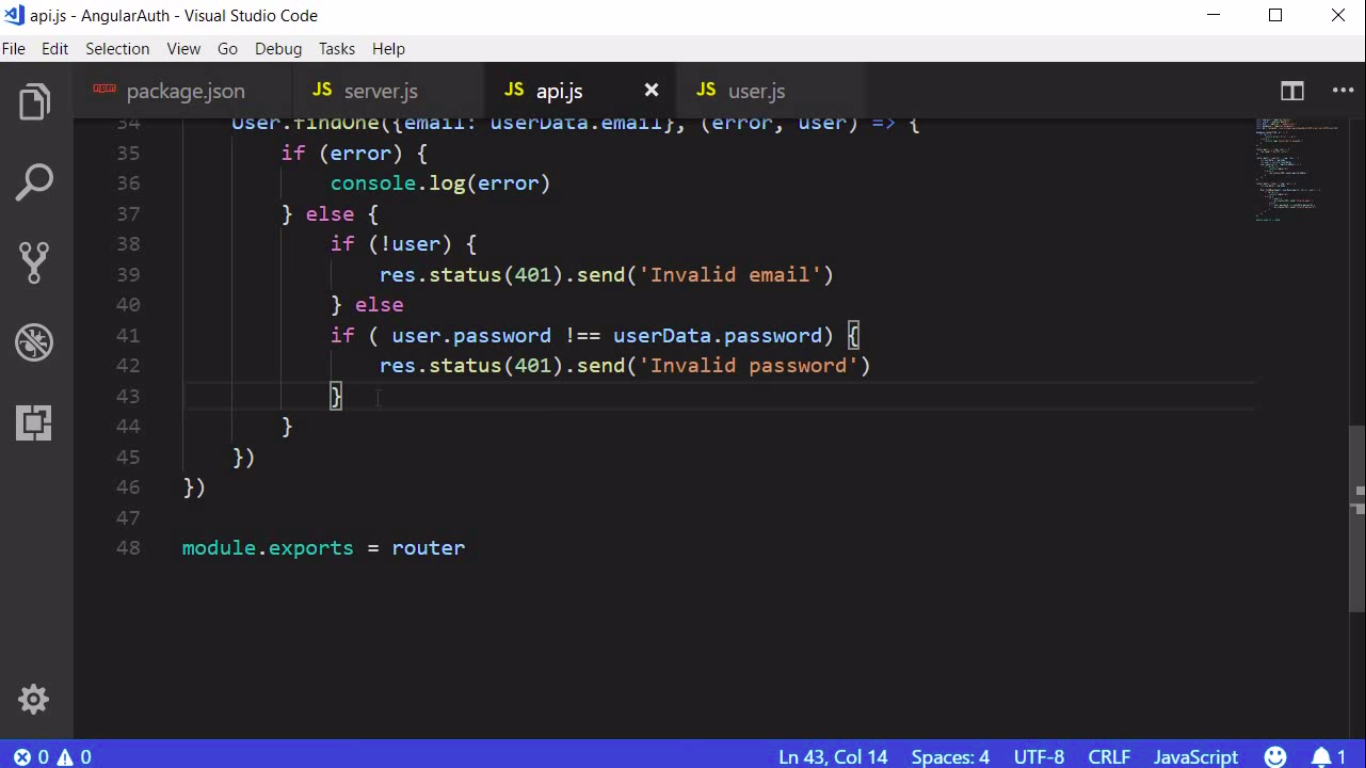 api.js - AngularAuth - Visual Studio Code
File Edit Selection View Go Debug Tasks Help
npm package.json JS server.js JS api.js JS user.js
34 User.findOne({email: userData.email}, (error, user) => {
35 if (error) {
36 console.log(error)
37 } else {
38 if (!user) {
39 res.status(401).send('Invalid email')
40 } else
41 if ( user.password !== userData.password) {
42 res.status(401).send('Invalid password')
43 }
44 }
45 })
46 })
47
48 module.exports = router
0 0 Ln 43, Col 14 Spaces: 4 UTF-8 CRLF JavaScript 1